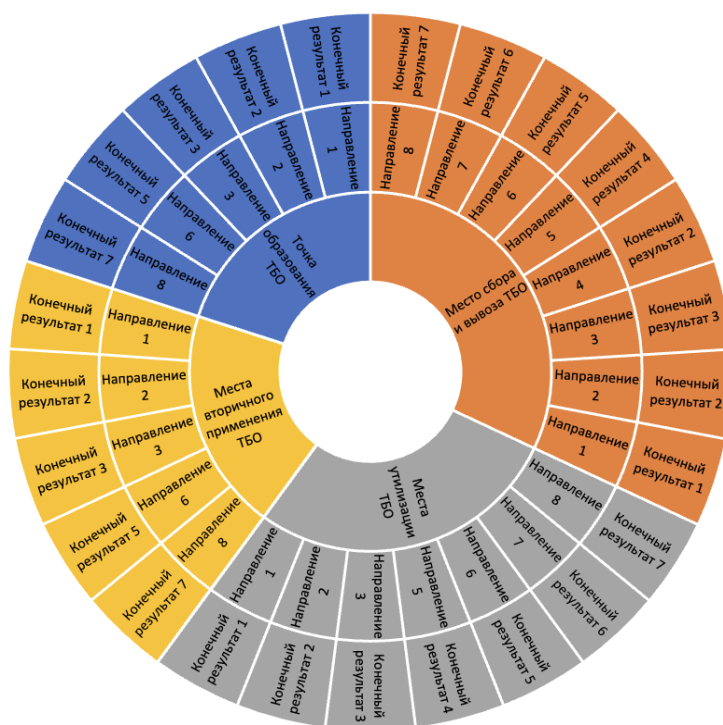 Точка
образования
ТБО
Направление
1
Конечный
результат 1
Направление
2
Конечный
результат 2
Направление
3
Конечный
результат 3
Направление
6
Конечный
результат 5
Направление
8
Конечный
результат 7
Место сбора
и вывоза ТБО
Направление
8
Конечный
результат 7
Направление
7
Конечный
результат 6
Направление
6
Конечный
результат 5
Направление
5
Конечный
результат 4
Направление
4
Конечный
результат 2
Направление
3
Конечный
результат 3
Направление
2
Конечный
результат 2
Направление
1
Конечный
результат 1
Места
утилизации
ТБО
Направление
8
Конечный
результат 7
Направление
7
Конечный
результат 6
Направление
6
Конечный
результат 5
Направление
5
Конечный
результат 4
Направление
3
Конечный
результат 3
Направление
2
Конечный
результат 2
Направление
1
Конечный
результат 1
Места
вторичного
применения
ТБО
Направление
1
Конечный
результат 1
Направление
2
Конечный
результат 2
Направление
3
Конечный
результат 3
Направление
6
Конечный
результат 5
Направление
8
Конечный
результат 7